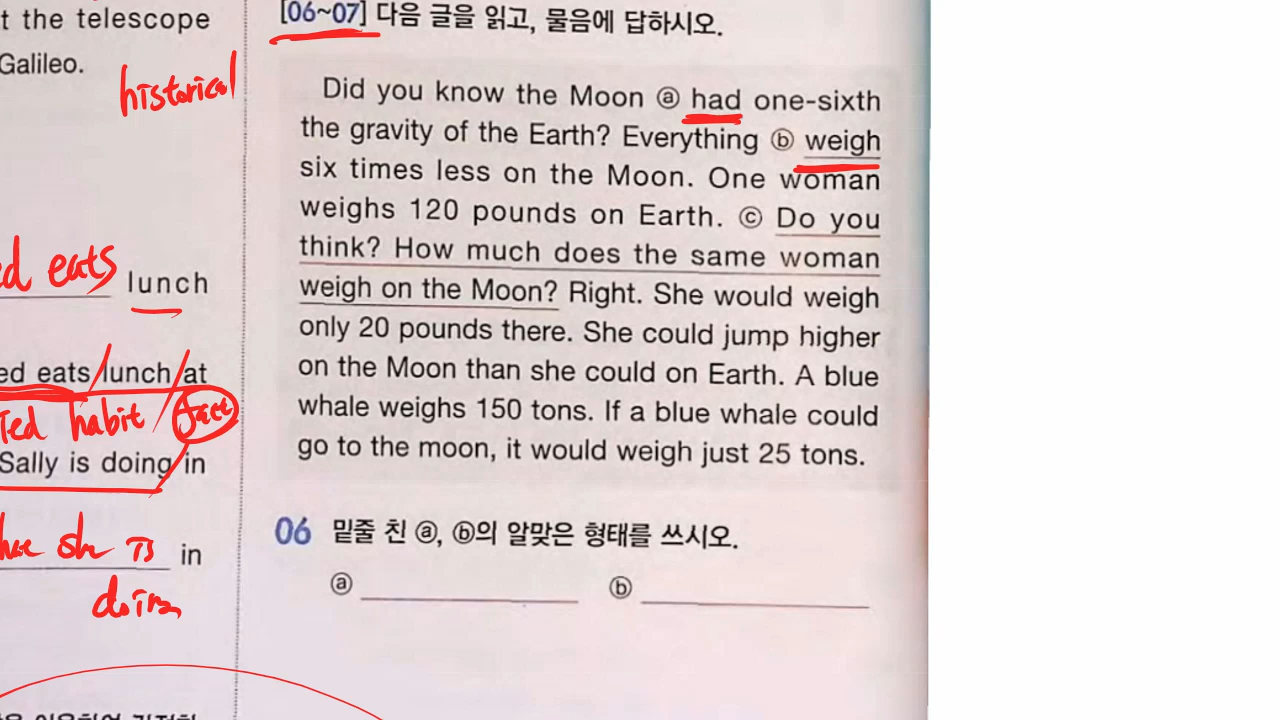 t the telescope
Galileo.
historical
eats lunch
ed eats/lunch/at
habit / fact
Sally is doing in
she is in
doing
[06~07] 다음 글을 읽고, 물음에 답하시오.
Did you know the Moon ⓐ had one-sixth
the gravity of the Earth? Everything ⓑ weigh
six times less on the Moon. One woman
weighs 120 pounds on Earth. ⓒ Do you
think? How much does the same woman
weigh on the Moon? Right. She would weigh
only 20 pounds there. She could jump higher
on the Moon than she could on Earth. A blue
whale weighs 150 tons. If a blue whale could
go to the moon, it would weigh just 25 tons.
06 밑줄 친 ⓐ, ⓑ의 알맞은 형태를 쓰시오.
ⓐ ⓑ